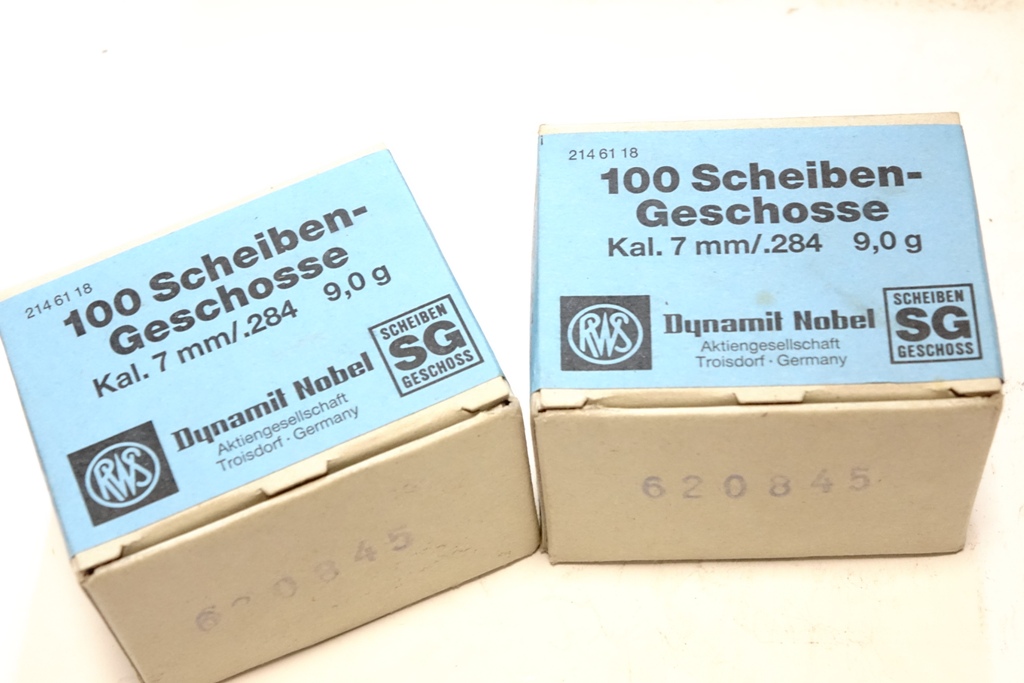 214 61 18
100 Scheiben-
Geschosse
Kal. 7 mm/.284 9,0 g
RWS
Dynamit Nobel
Aktiengesellschaft
Troisdorf · Germany
SCHEIBEN
SG
GESCHOSS
620845
214 61 18
100 Scheiben-
Geschosse
Kal. 7 mm/.284 9,0 g
RWS
Dynamit Nobel
Aktiengesellschaft
Troisdorf · Germany
SCHEIBEN
SG
GESCHOSS
620845